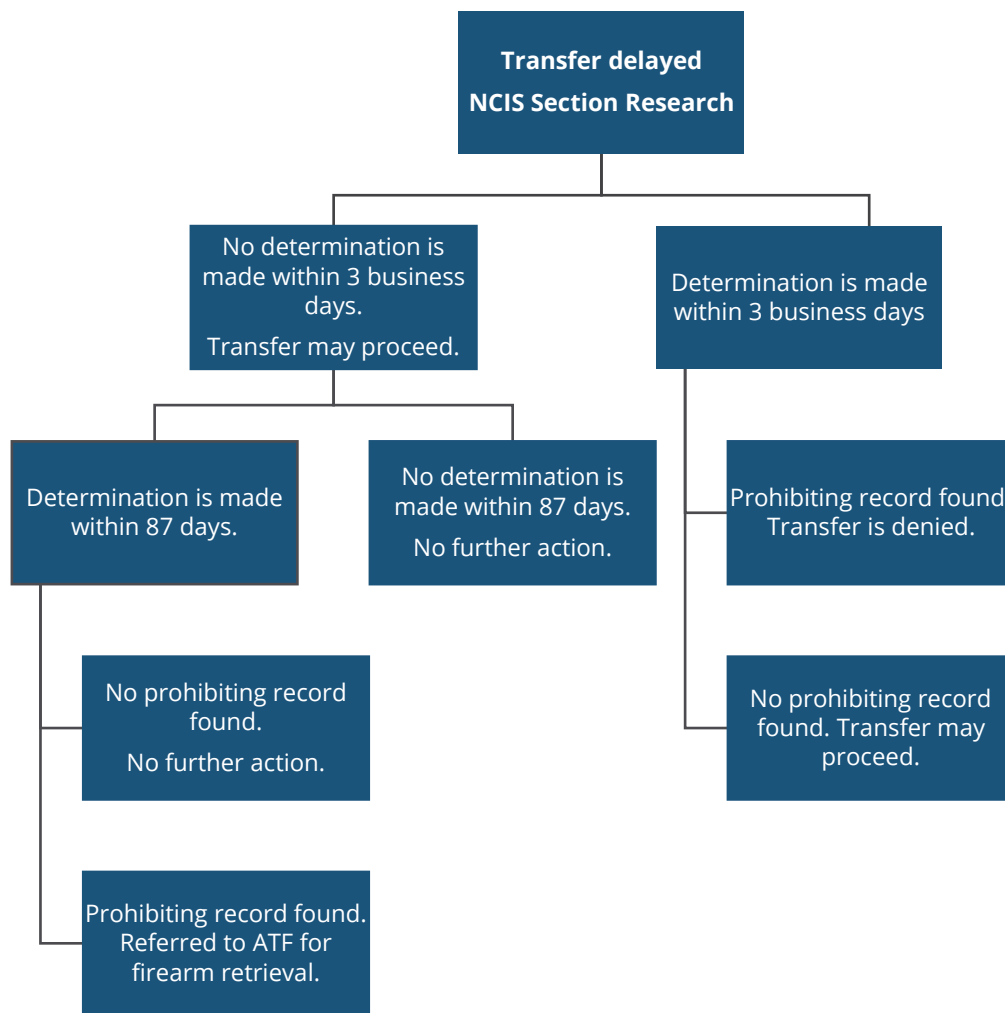 Transfer delayed
NCIS Section Research
No determination is
made within 3 business
days.
Transfer may proceed.
Determination is made
within 3 business days
Determination is made
within 87 days.
No determination is
made within 87 days.
No further action.
Prohibiting record found.
Transfer is denied.
No prohibiting record
found.
No further action.
No prohibiting record
found. Transfer may
proceed.
Prohibiting record found.
Referred to ATF for
firearm retrieval.